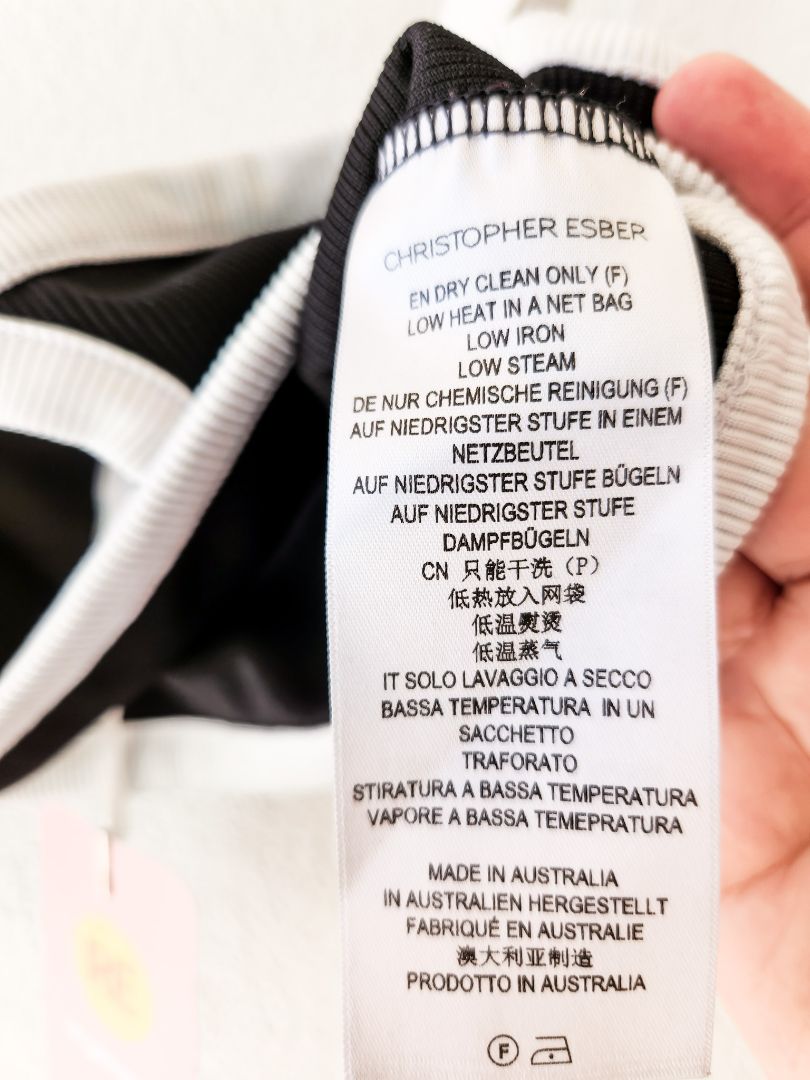 CHRISTOPHER ESBER
EN DRY CLEAN ONLY (F)
LOW HEAT IN A NET BAG
LOW IRON
LOW STEAM
DE NUR CHEMISCHE REINIGUNG (F)
AUF NIEDRIGSTER STUFE IN EINEM
NETZBEUTEL
AUF NIEDRIGSTER STUFE BÜGELN
AUF NIEDRIGSTER STUFE
DAMPFBÜGELN
CN 只能干洗（P）
低热放入网袋
低温熨烫
低温蒸气
IT SOLO LAVAGGIO A SECCO
BASSA TEMPERATURA IN UN
SACCHETTO
TRAFORATO
STIRATURA A BASSA TEMPERATURA
VAPORE A BASSA TEMEPRATURA
MADE IN AUSTRALIA
IN AUSTRALIEN HERGESTELLT
FABRIQUÉ EN AUSTRALIE
澳大利亚制造
PRODOTTO IN AUSTRALIA
F